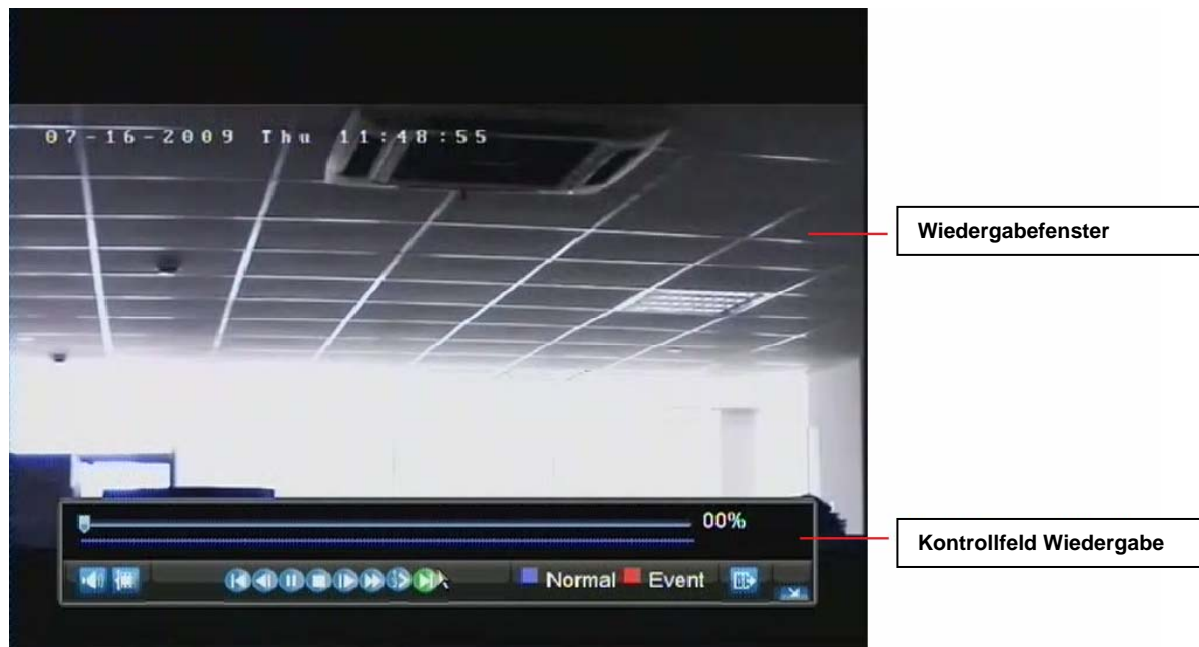 07-16-2009 Thu 11:48:55
Wiedergabefenster
00%
Kontrollfeld Wiedergabe
Normal Event